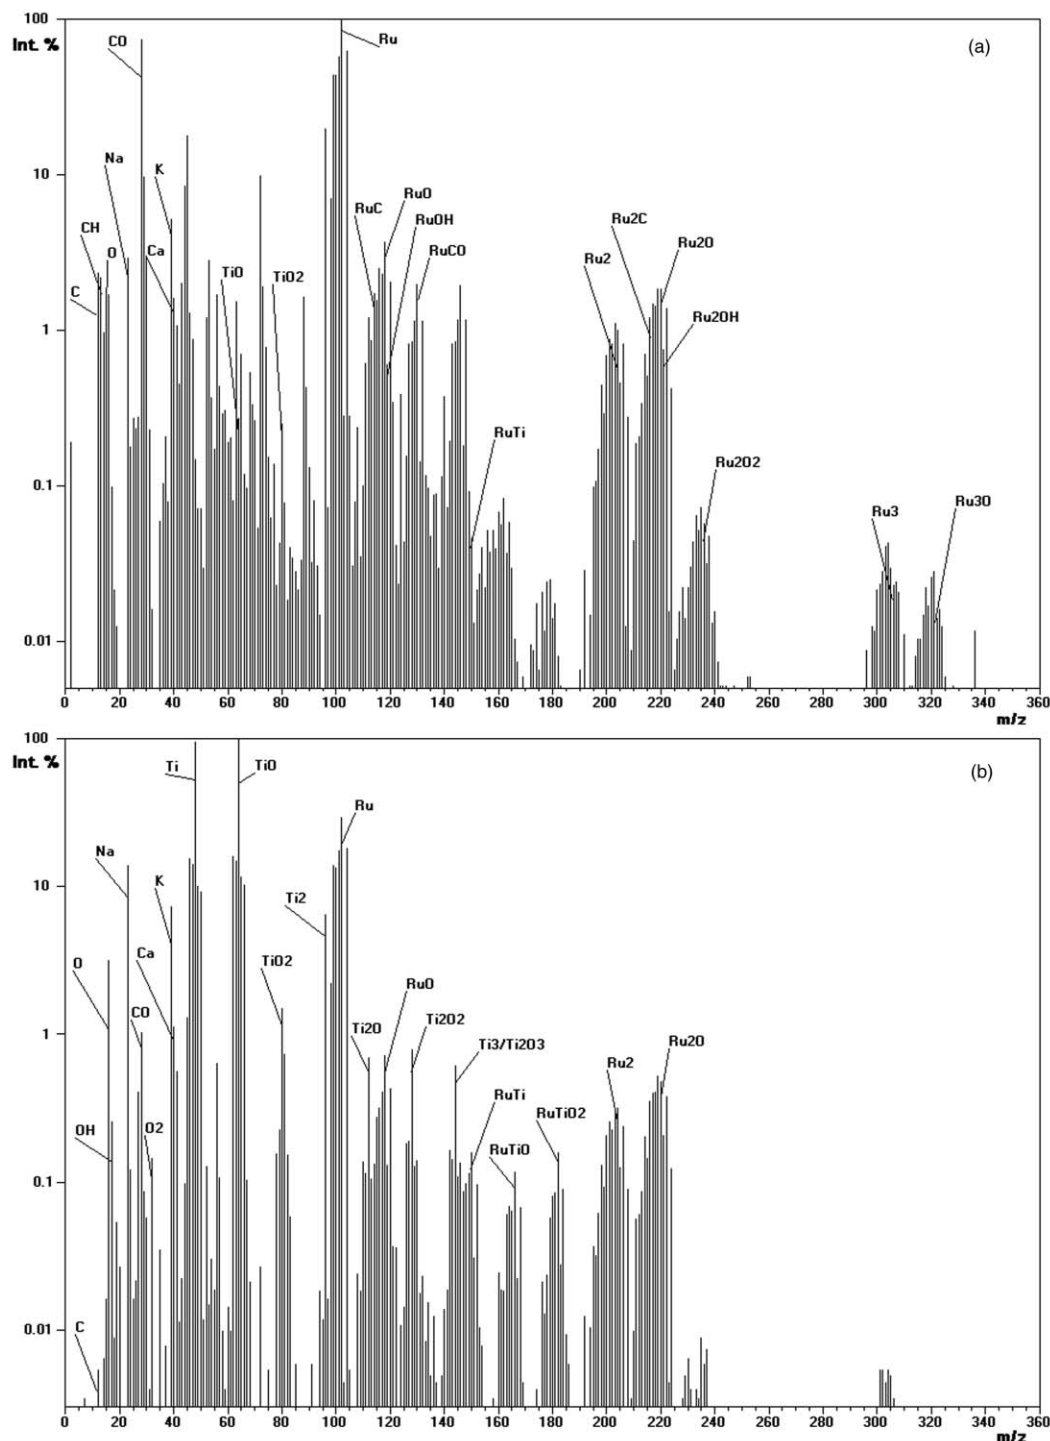 100
Int. %
CO
Ru
(a)
10
Na
K
RuC
RuO
RuOH
Ru2C
Ru2O
CH
O
Ca
RuCO
Ru2
C
TiO
TiO2
Ru2OH
1
RuTi
Ru2O2
0.1
Ru3
Ru3O
0.01
0 20 40 60 80 100 120 140 160 180 200 220 240 260 280 300 320 340 360
m/z
100
Int. %
Ti
TiO
(b)
Ru
Na
K
10
Ti2
O
Ca
TiO2
RuO
CO
Ti2O
Ti2O2
1
Ti3/Ti2O3
Ru2O
Ru2
RuTi
OH
O2
RuTiO2
RuTiO
0.1
C
0.01
0 20 40 60 80 100 120 140 160 180 200 220 240 260 280 300 320 340 360
m/z